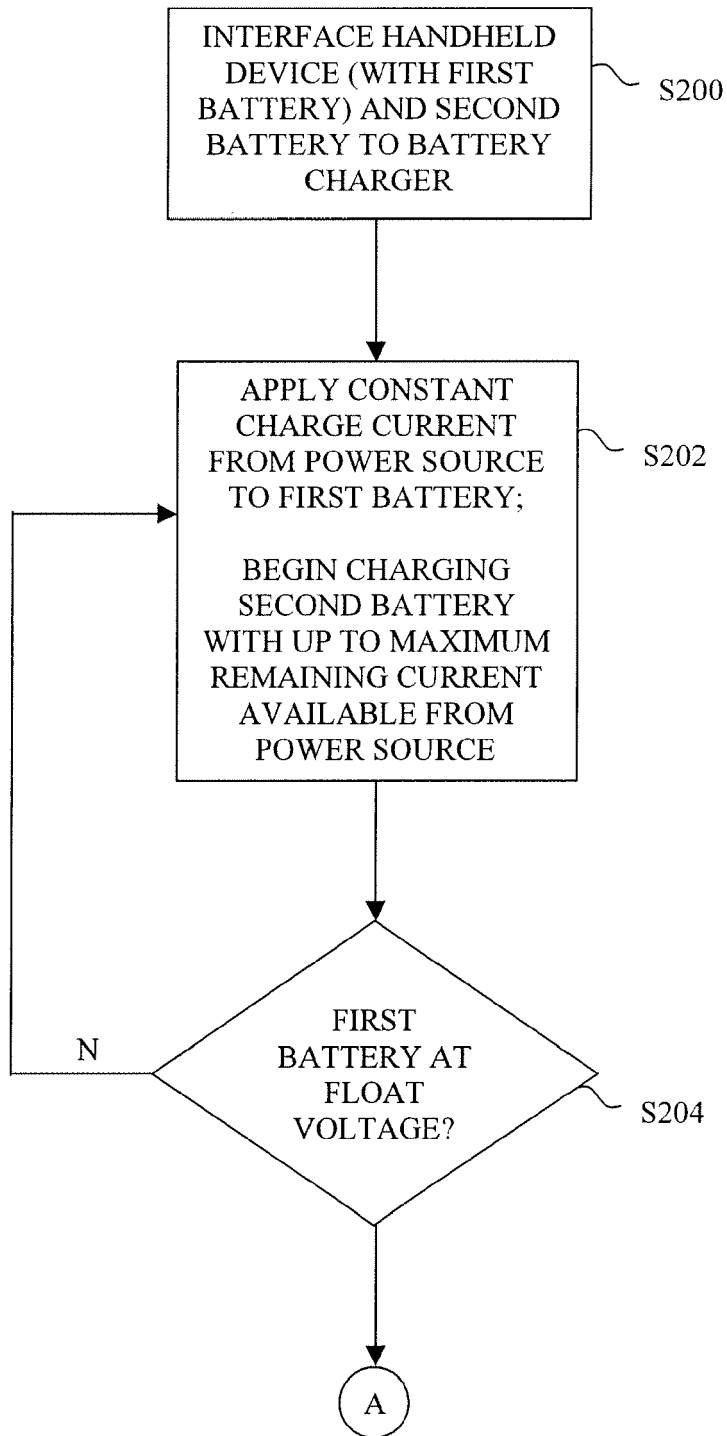 INTERFACE HANDHELD
DEVICE (WITH FIRST
BATTERY) AND SECOND
BATTERY TO BATTERY
CHARGER
S200
APPLY CONSTANT
CHARGE CURRENT
FROM POWER SOURCE
TO FIRST BATTERY;
BEGIN CHARGING
SECOND BATTERY
WITH UP TO MAXIMUM
REMAINING CURRENT
AVAILABLE FROM
POWER SOURCE
S202
FIRST
BATTERY AT
FLOAT
VOLTAGE?
S204
N
A